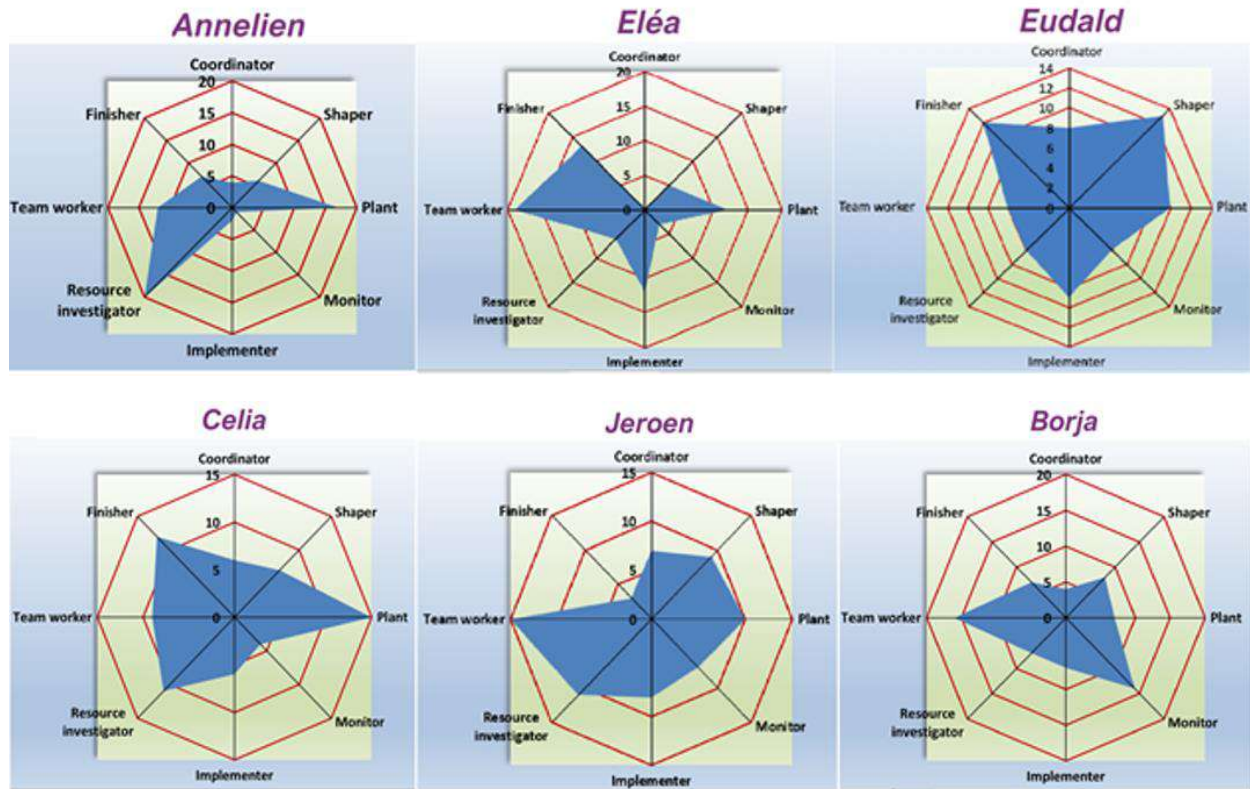 Annelien
Coordinator
20
Finisher
Shaper
15
10
5
Team worker
0
Plant
Resource
investigator
Monitor
Implementer
Eléa
Coordinator
20
Finisher
Shaper
15
10
5
Team worker
0
Plant
Resource
investigator
Monitor
Implementer
Eudald
Coordinator
14
12
Finisher
Shaper
10
8
6
4
2
Team worker
0
Plant
Resource
investigator
Monitor
Implementer
Celia
Coordinator
15
Finisher
Shaper
10
5
Team worker
0
Plant
Resource
investigator
Monitor
Implementer
Jeroen
Coordinator
15
Finisher
Shaper
10
5
Team worker
0
Plant
Resource
investigator
Monitor
Implementer
Borja
Coordinator
20
Finisher
Shaper
15
10
5
Team worker
0
Plant
Resource
investigator
Monitor
Implementer